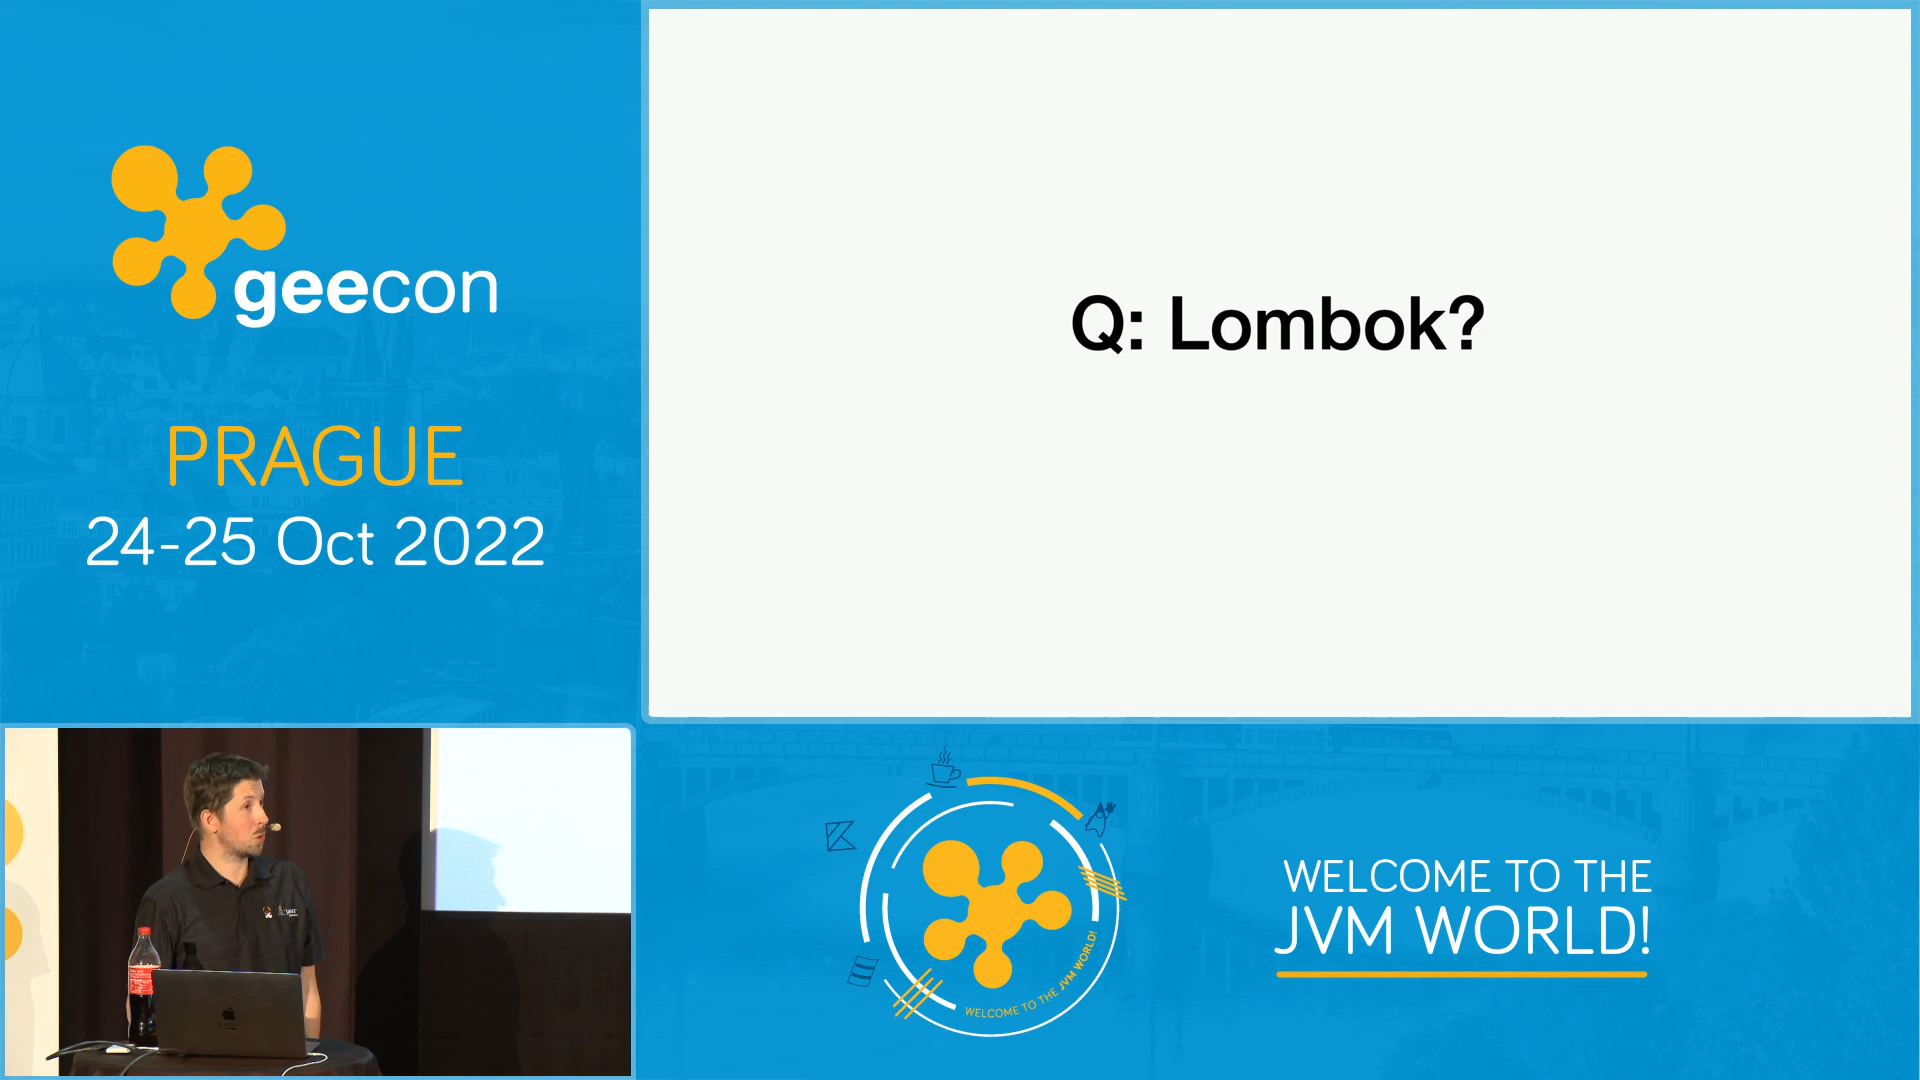 geecon
PRAGUE
24-25 Oct 2022
Q: Lombok?
WELCOME TO THE JVM WORLD!
WELCOME TO THE
JVM WORLD!